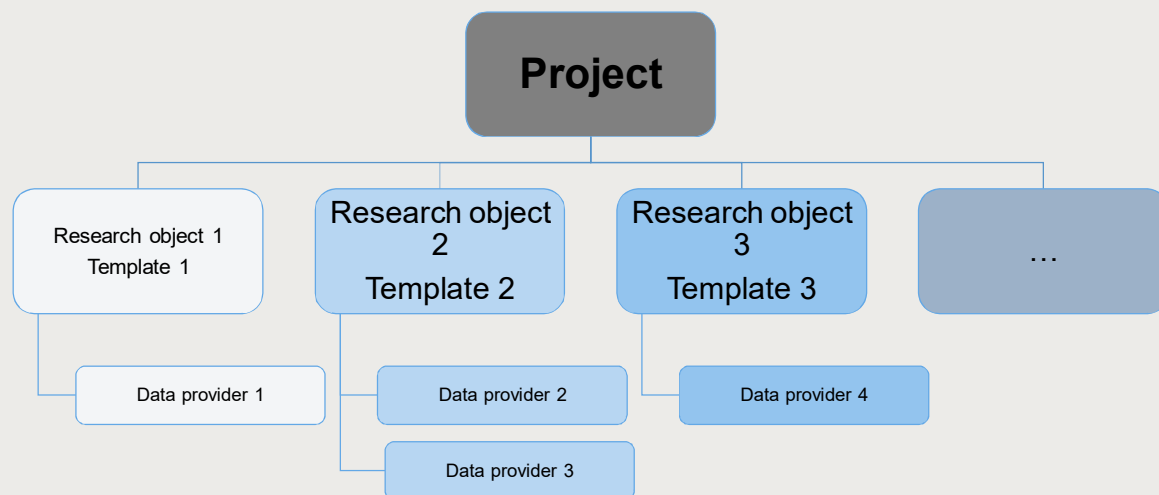 Project
Research object 1
Template 1
Research object
2
Template 2
Research object
3
Template 3
...
Data provider 1
Data provider 2
Data provider 4
Data provider 3